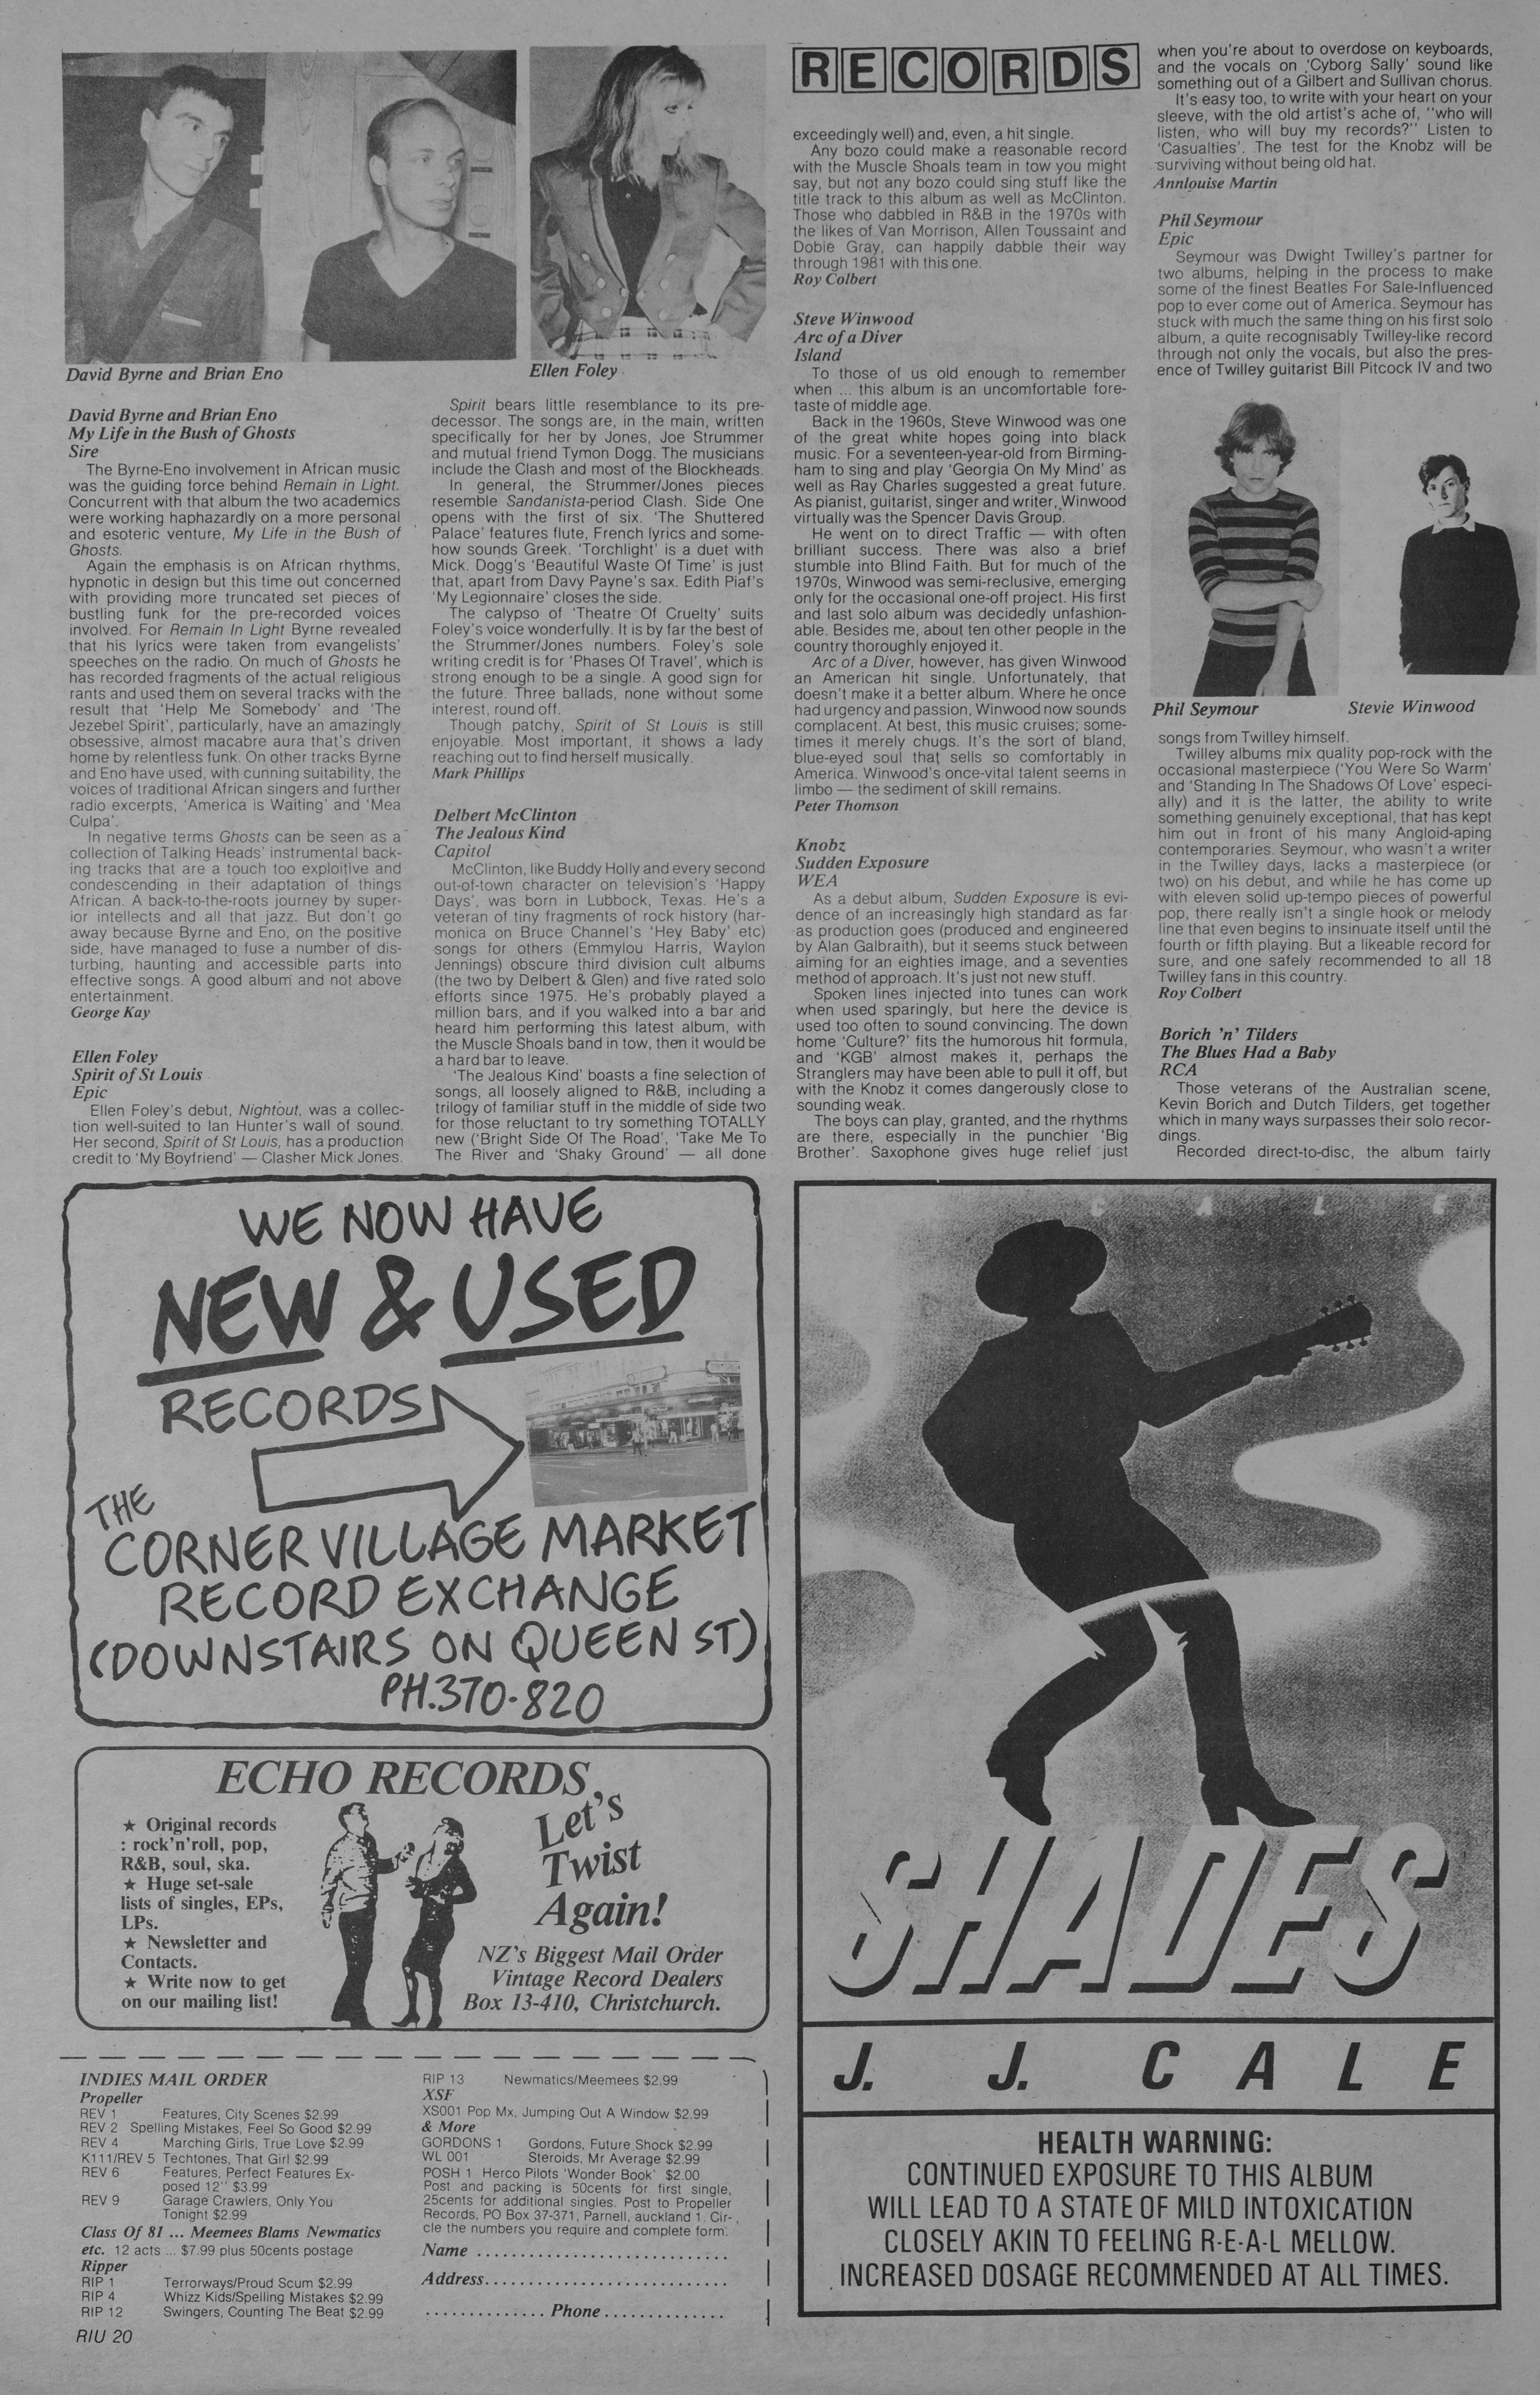 David Byrne and Brian Eno
Ellen Foley
David Byrne and Brian Eno
My Life in the Bush of Ghosts
Sire
The Byrne-Eno involvement in African music
was the guiding force behind Remain in Light.
Concurrent with that album the two academics
were working haphazardly on a more personal
and esoteric venture, My Life in the Bush of
Ghosts.
Again the emphasis is on African rhythms,
hypnotic in design but this time out concerned
with providing more truncated set pieces of
bustling funk for the pre-recorded voices
involved. For Remain In Light Byrne revealed
that his lyrics were taken from evangelists'
speeches on the radio. On much of Ghosts he
has recorded fragments of the actual religious
rants and used them on several tracks with the
result that 'Help Me Somebody' and 'The
Jezebel Spirit', particularly, have an amazingly
obsessive, almost macabre aura that's driven
home by relentless funk. On other tracks Byrne
and Eno have used, with cunning suitability, the
voices of traditional African singers and further
radio excerpts, 'America is Waiting' and 'Mea
Culpa'.
In negative terms Ghosts can be seen as a
collection of Talking Heads' instrumental back-
ing tracks that are a touch too exploitive and
condescending in their adaptation of things
African. A back-to-the-roots journey by super-
ior intellects and all that jazz. But don't go
away because Byrne and Eno, on the positive
side, have managed to fuse a number of dis-
turbing, haunting and accessible parts into
effective songs. A good album and not above
entertainment.
George Kay
Ellen Foley
Spirit of St Louis
Epic
Ellen Foley's debut, Nightout, was a collec-
tion well-suited to Ian Hunter's wall of sound.
Her second, Spirit of St Louis, has a production
credit to 'My Boyfriend' — Clasher Mick Jones.
Spirit bears little resemblance to its pre-
decessor. The songs are, in the main, written
specifically for her by Jones, Joe Strummer
and mutual friend Tymon Dogg. The musicians
include the Clash and most of the Blockheads.
In general, the Strummer/Jones pieces
resemble Sandanista-period Clash. Side One
opens with the first of six. 'The Shuttered
Palace' features flute, French lyrics and some-
how sounds Greek. 'Torchlight' is a duet with
Mick. Dogg's 'Beautiful Waste Of Time' is just
that, apart from Davy Payne's sax. Edith Piaf's
'My Legionnaire' closes the side.
The calypso of 'Theatre Of Cruelty' suits
Foley's voice wonderfully. It is by far the best of
the Strummer/Jones numbers. Foley's sole
writing credit is for 'Phases Of Travel', which is
strong enough to be a single. A good sign for
the future. Three ballads, none without some
interest, round off.
Though patchy, Spirit of St Louis is still
enjoyable. Most important, it shows a lady
reaching out to find herself musically.
Mark Phillips
Delbert McClinton
The Jealous Kind
Capitol
McClinton, like Buddy Holly and every second
out-of-town character on television's 'Happy
Days', was born in Lubbock, Texas. He's a
veteran of tiny fragments of rock history (har-
monica on Bruce Channel's 'Hey Baby' etc)
songs for others (Emmylou Harris, Waylon
Jennings) obscure third division cult albums
(the two by Delbert & Glen) and five rated solo
efforts since 1975. He's probably played a
million bars, and if you walked into a bar and
heard him performing this latest album, with
the Muscle Shoals band in tow, then it would be
a hard bar to leave.
'The Jealous Kind' boasts a fine selection of
songs, all loosely aligned to R&B, including a
trilogy of familiar stuff in the middle of side two
for those reluctant to try something TOTALLY
new ('Bright Side Of The Road', 'Take Me To
The River and 'Shaky Ground' — all done
RECORDS
exceedingly well) and, even, a hit single.
Any bozo could make a reasonable record
with the Muscle Shoals team in tow you might
say, but not any bozo could sing stuff like the
title track to this album as well as McClinton.
Those who dabbled in R&B in the 1970s with
the likes of Van Morrison, Allen Toussaint and
Dobie Gray, can happily dabble their way
through 1981 with this one.
Roy Colbert
Steve Winwood
Arc of a Diver
Island
To those of us old enough to remember
when ... this album is an uncomfortable fore-
taste of middle age.
Back in the 1960s, Steve Winwood was one
of the great white hopes going into black
music. For a seventeen-year-old from Birming-
ham to sing and play 'Georgia On My Mind' as
well as Ray Charles suggested a great future.
As pianist, guitarist, singer and writer, Winwood
virtually was the Spencer Davis Group.
He went on to direct Traffic — with often
brilliant success. There was also a brief
stumble into Blind Faith. But for much of the
1970s, Winwood was semi-reclusive, emerging
only for the occasional one-off project. His first
and last solo album was decidedly unfashion-
able. Besides me, about ten other people in the
country thoroughly enjoyed it.
Arc of a Diver, however, has given Winwood
an American hit single. Unfortunately, that
doesn't make it a better album. Where he once
had urgency and passion, Winwood now sounds
complacent. At best, this music cruises; some-
times it merely chugs. It's the sort of bland,
blue-eyed soul that sells so comfortably in
America. Winwood's once-vital talent seems in
limbo — the sediment of skill remains.
Peter Thomson
Knobz
Sudden Exposure
WEA
As a debut album, Sudden Exposure is evi-
dence of an increasingly high standard as far
as production goes (produced and engineered
by Alan Galbraith), but it seems stuck between
aiming for an eighties image, and a seventies
method of approach. It's just not new stuff.
Spoken lines injected into tunes can work
when used sparingly, but here the device is
used too often to sound convincing. The down
home 'Culture?' fits the humorous hit formula,
and 'KGB' almost makes it, perhaps the
Stranglers may have been able to pull it off, but
with the Knobz it comes dangerously close to
sounding weak.
The boys can play, granted, and the rhythms
are there, especially in the punchier 'Big
Brother'. Saxophone gives huge relief just
when you're about to overdose on keyboards,
and the vocals on 'Cyborg Sally' sound like
something out of a Gilbert and Sullivan chorus.
It's easy too, to write with your heart on your
sleeve, with the old artist's ache of, "who will
listen, who will buy my records?" Listen to
'Casualties'. The test for the Knobz will be
surviving without being old hat.
Annlouise Martin
Phil Seymour
Epic
Seymour was Dwight Twilley's partner for
two albums, helping in the process to make
some of the finest Beatles For Sale-Influenced
pop to ever come out of America. Seymour has
stuck with much the same thing on his first solo
album, a quite recognisably Twilley-like record
through not only the vocals, but also the pres-
ence of Twilley guitarist Bill Pitcock IV and two
Phil Seymour
Stevie Winwood
songs from Twilley himself.
Twilley albums mix quality pop-rock with the
occasional masterpiece ('You Were So Warm'
and 'Standing In The Shadows Of Love' especi-
ally) and it is the latter, the ability to write
something genuinely exceptional, that has kept
him out in front of his many Angloid-aping
contemporaries. Seymour, who wasn't a writer
in the Twilley days, lacks a masterpiece (or
two) on his debut, and while he has come up
with eleven solid up-tempo pieces of powerful
pop, there really isn't a single hook or melody
line that even begins to insinuate itself until the
fourth or fifth playing. But a likeable record for
sure, and one safely recommended to all 18
Twilley fans in this country.
Roy Colbert
Borich 'n' Tilders
The Blues Had a Baby
RCA
Those veterans of the Australian scene,
Kevin Borich and Dutch Tilders, get together
which in many ways surpasses their solo recor-
dings.
Recorded direct-to-disc, the album fairly
WE NOW HAVE
NEW & USED
RECORDS
THE
CORNER VILLAGE MARKET
RECORD EXCHANGE
(DOWNSTAIRS ON QUEEN ST)
PH.370-820
ECHO RECORDS
★ Original records
: rock'n'roll, pop,
R&B, soul, ska.
★ Huge set-sale
lists of singles, EPs,
LPs.
★ Newsletter and
Contacts.
★ Write now to get
on our mailing list!
Let's
Twist
Again!
NZ's Biggest Mail Order
Vintage Record Dealers
Box 13-410, Christchurch.
INDIES MAIL ORDER
Propeller
REV 1 Features, City Scenes $2.99
REV 2 Spelling Mistakes, Feel So Good $2.99
REV 4 Marching Girls, True Love $2.99
K111/REV 5 Techtones, That Girl $2.99
REV 6 Features, Perfect Features Ex-
posed 12" $3.99
REV 9 Garage Crawlers, Only You
Tonight $2.99
Class Of 81 ... Meemees Blams Newmatics
etc. 12 acts ... $7.99 plus 50cents postage
Ripper
RIP 1 Terrorways/Proud Scum $2.99
RIP 4 Whizz Kids/Spelling Mistakes $2.99
RIP 12 Swingers, Counting The Beat $2.99
RIP 13 Newmatics/Meemees $2.99
XSF
XS001 Pop Mx, Jumping Out A Window $2.99
& More
GORDONS 1 Gordons, Future Shock $2.99
WL 001 Steroids, Mr Average $2.99
POSH 1 Herco Pilots 'Wonder Book' $2.00
Post and packing is 50cents for first single,
25cents for additional singles. Post to Propeller
Records, PO Box 37-371, Parnell, auckland 1. Cir-
cle the numbers you require and complete form.
Name ............................
Address............................
.............. Phone..............
RIU 20
C A L E
SHADES
J. J. C A L E
HEALTH WARNING:
CONTINUED EXPOSURE TO THIS ALBUM
WILL LEAD TO A STATE OF MILD INTOXICATION
CLOSELY AKIN TO FEELING R-E-A-L MELLOW.
INCREASED DOSAGE RECOMMENDED AT ALL TIMES.